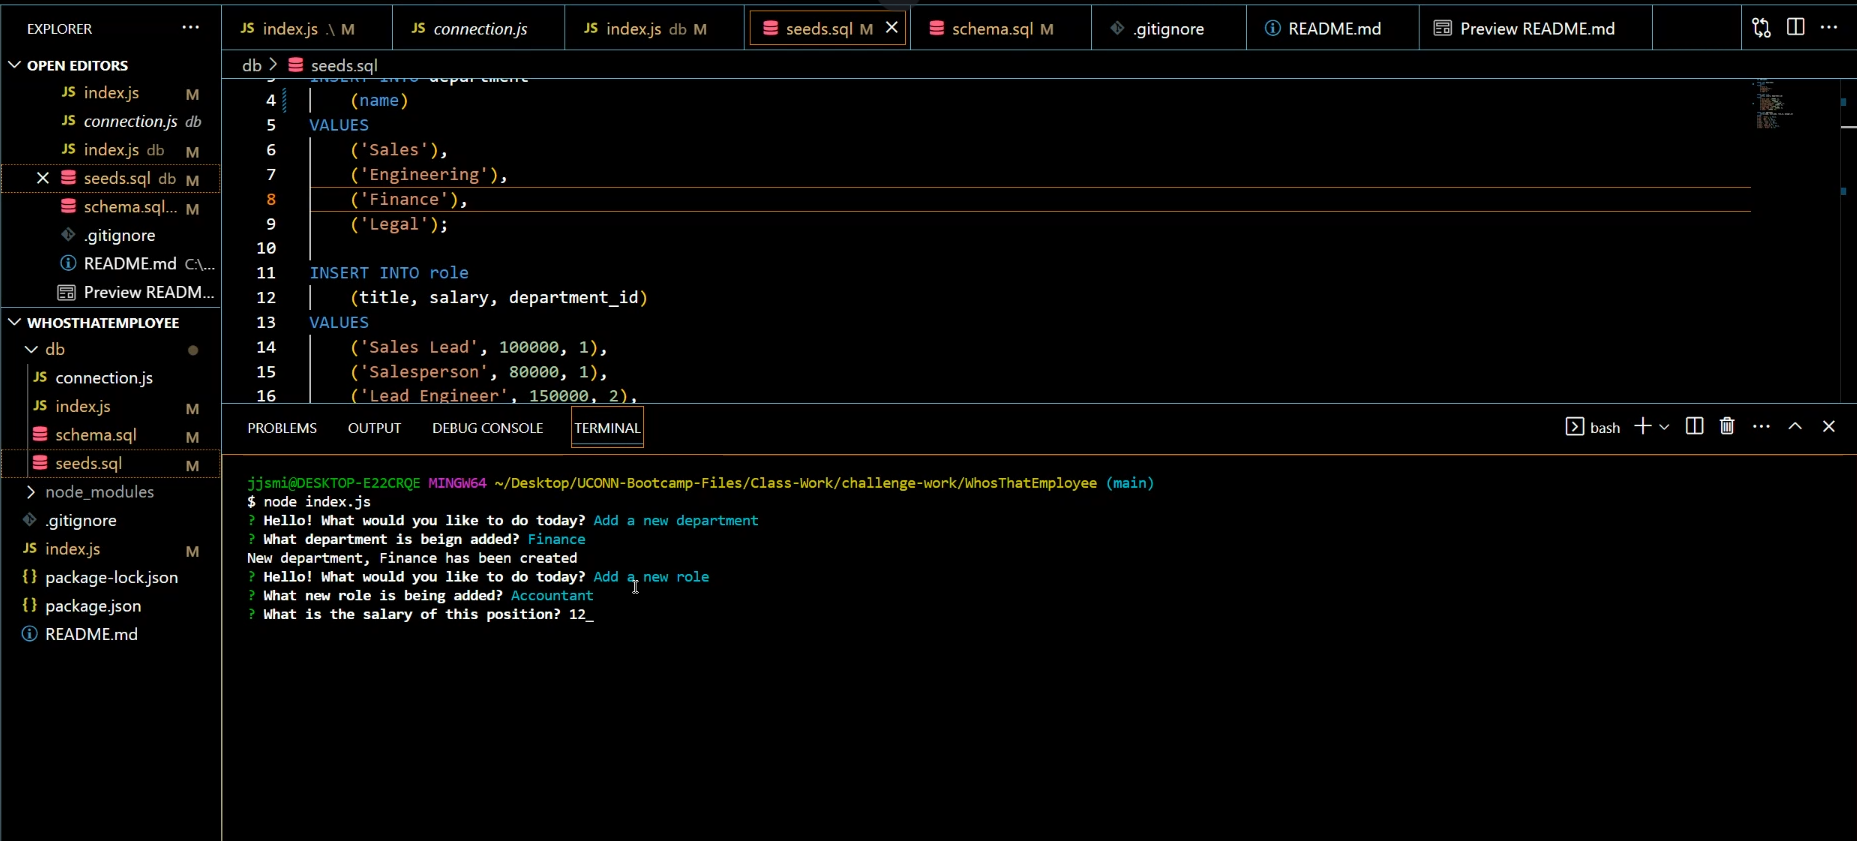 EXPLORER
OPEN EDITORS
JS index.js M
JS connection.js db
JS index.js db M
seeds.sql db M
schema.sql... M
.gitignore
README.md C:\...
Preview READM...
WHOSTHATEMPLOYEE
db
JS connection.js
JS index.js M
schema.sql M
seeds.sql M
node_modules
.gitignore
JS index.js M
{} package-lock.json
{} package.json
README.md
JS index.js .\ M
JS connection.js
JS index.js db M
seeds.sql M
schema.sql M
.gitignore
README.md
Preview README.md
db > seeds.sql
3 INSERT INTO department
4 (name)
5 VALUES
6 ('Sales'),
7 ('Engineering'),
8 ('Finance'),
9 ('Legal');
10
11 INSERT INTO role
12 (title, salary, department_id)
13 VALUES
14 ('Sales Lead', 100000, 1),
15 ('Salesperson', 80000, 1),
16 ('Lead Engineer', 150000, 2),
PROBLEMS OUTPUT DEBUG CONSOLE TERMINAL
bash
jjsmi@DESKTOP-E22CRQE MINGW64 ~/Desktop/UCONN-Bootcamp-Files/Class-Work/challenge-work/WhosThatEmployee (main)
$ node index.js
? Hello! What would you like to do today? Add a new department
? What department is beign added? Finance
New department, Finance has been created
? Hello! What would you like to do today? Add a new role
? What new role is being added? Accountant
? What is the salary of this position? 12_